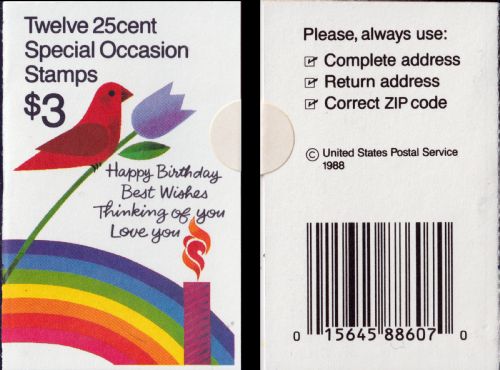 Twelve 25cent
Special Occasion
Stamps
$3
Happy Birthday
Best Wishes
Thinking of you
Love you
Please, always use:
Complete address
Return address
Correct ZIP code
© United States Postal Service
1988
0 15645 88607 0